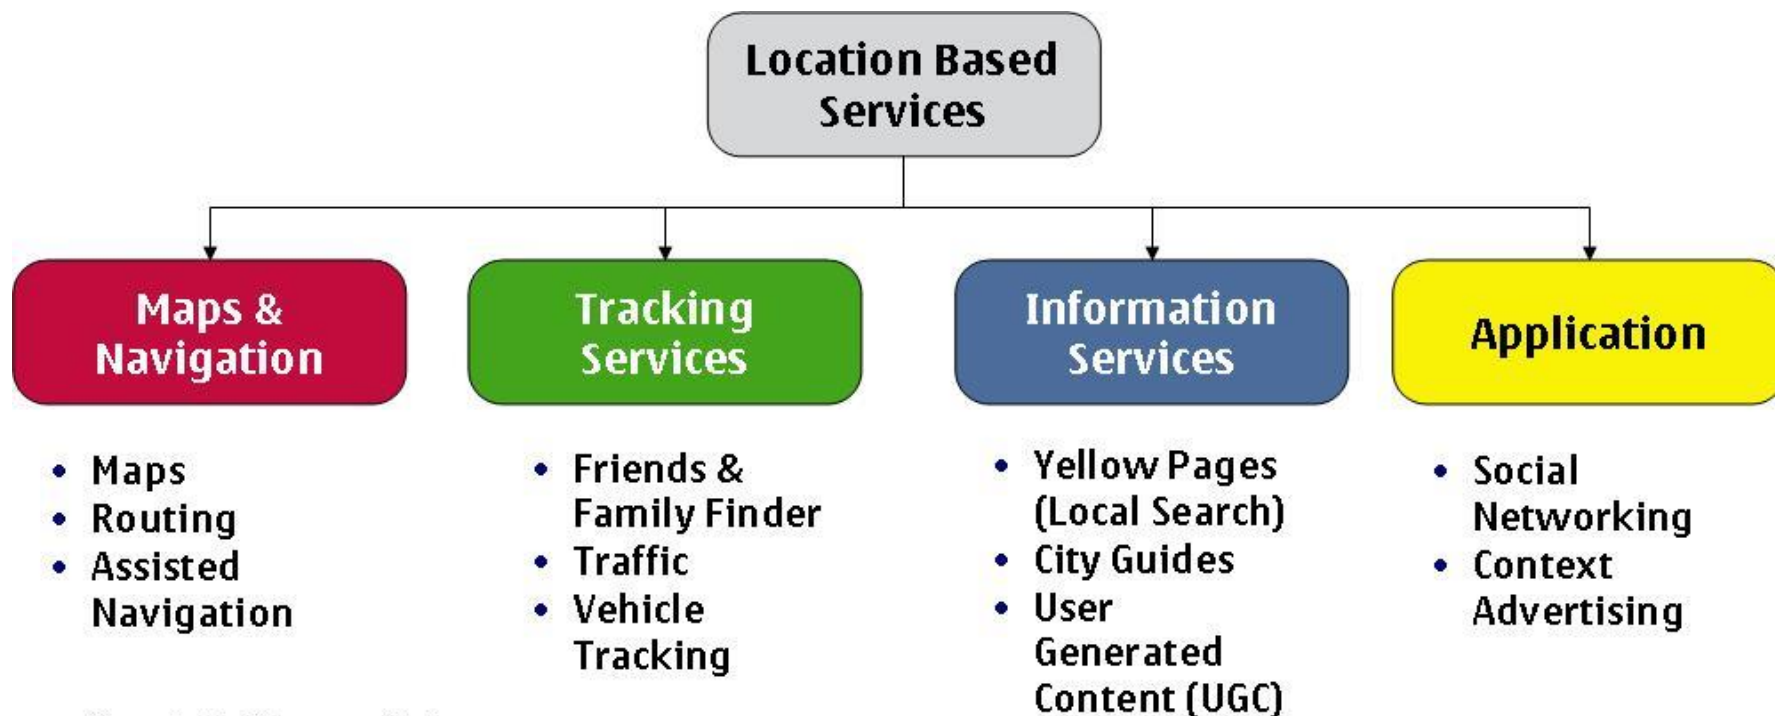 Location Based
Services
Maps &
Navigation
Tracking
Services
Information
Services
Application
• Maps
• Routing
• Assisted
Navigation
• Friends &
Family Finder
• Traffic
• Vehicle
Tracking
• Yellow Pages
(Local Search)
• City Guides
• User
Generated
Content (UGC)
• Social
Networking
• Context
Advertising